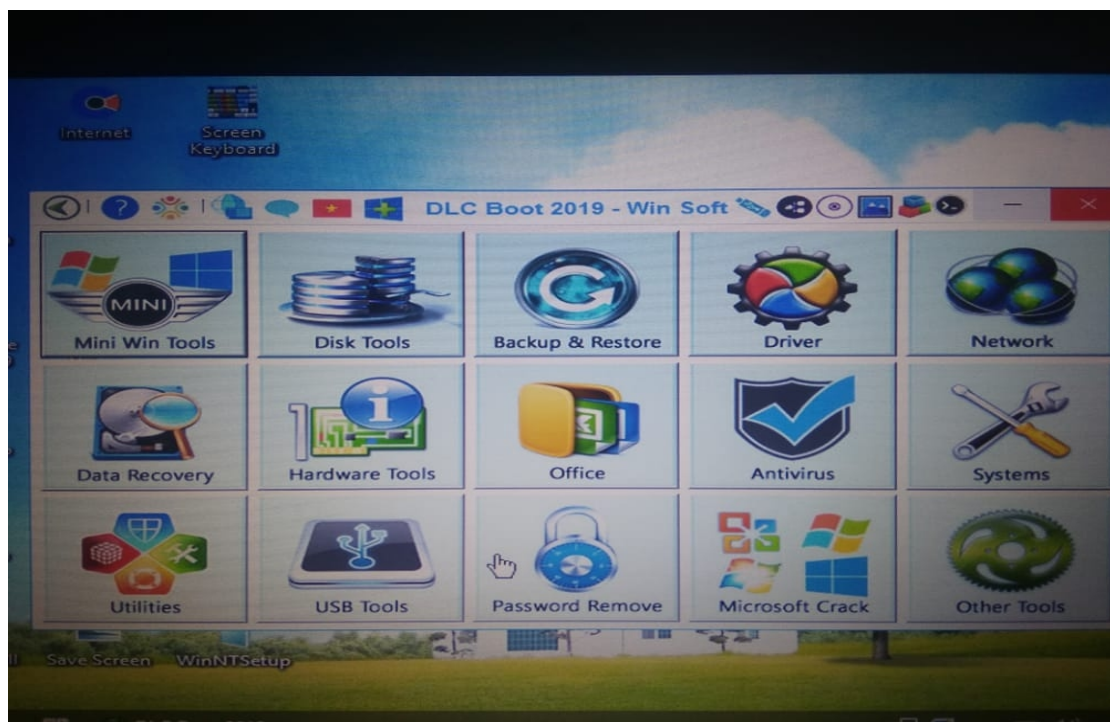 Internet
Screen
Keyboard
DLC Boot 2019 - Win Soft
MINI
Mini Win Tools
Disk Tools
Backup & Restore
Driver
Network
Data Recovery
Hardware Tools
Office
Antivirus
Systems
Utilities
USB Tools
Password Remove
Microsoft Crack
Other Tools
Save Screen
WinNTSetup